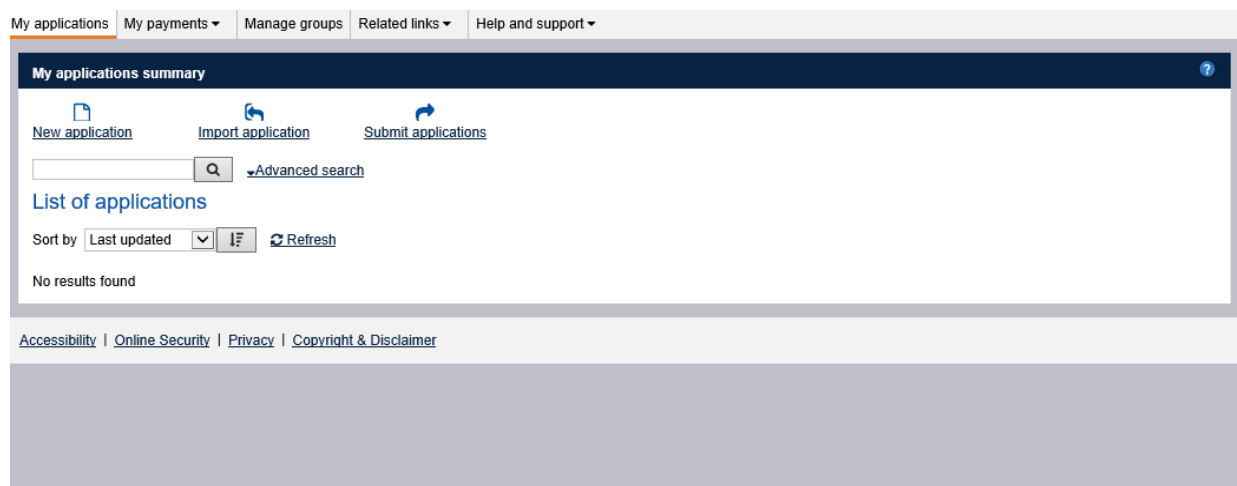 My applications My payments Manage groups Related links Help and support
My applications summary ?
New application Import application Submit applications
Advanced search
List of applications
Sort by Last updated Refresh
No results found
Accessibility | Online Security | Privacy | Copyright & Disclaimer